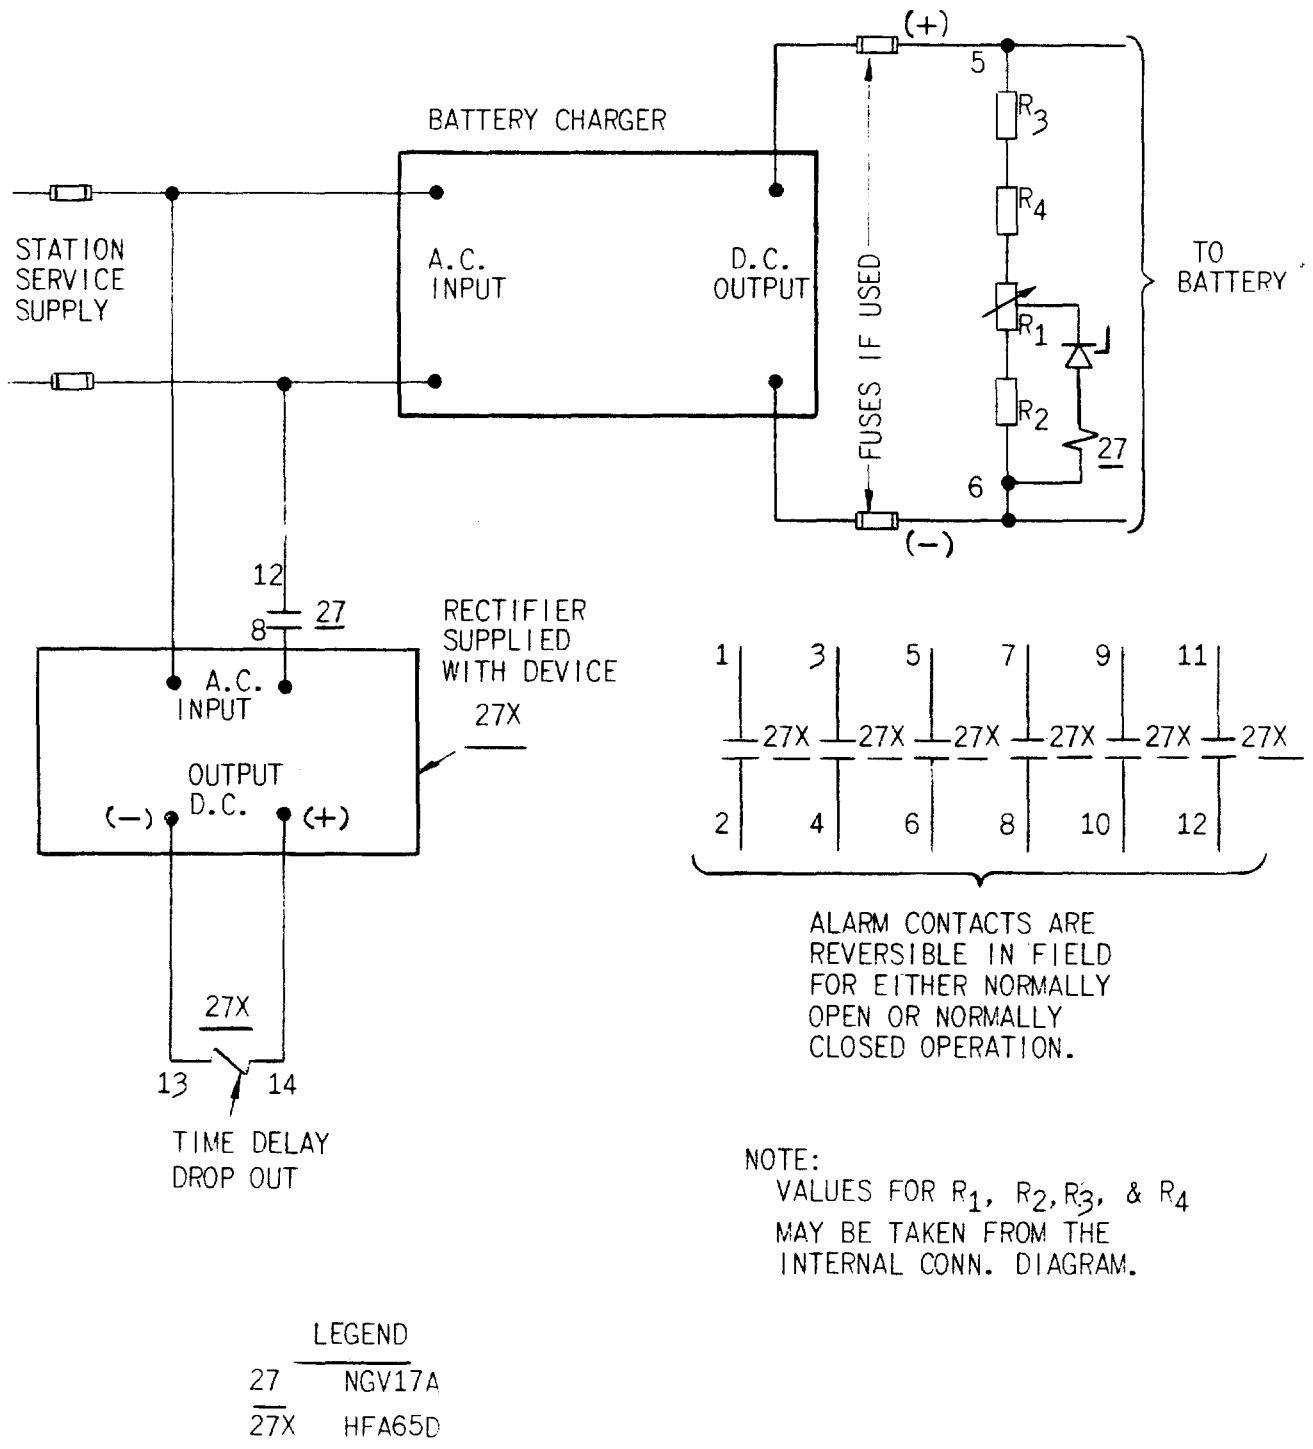 (+)
5
BATTERY CHARGER
R3
R4
STATION
SERVICE
SUPPLY
A.C.
INPUT
D.C.
OUTPUT
FUSES IF USED
R1
R2
27
TO
BATTERY
6
(-)
12
8
27
RECTIFIER
SUPPLIED
WITH DEVICE
27X
A.C.
INPUT
OUTPUT
D.C.
(-)
(+)
27X
13
14
TIME DELAY
DROP OUT
1 3 5 7 9 11
27X 27X 27X 27X 27X 27X
2 4 6 8 10 12
ALARM CONTACTS ARE
REVERSIBLE IN FIELD
FOR EITHER NORMALLY
OPEN OR NORMALLY
CLOSED OPERATION.
NOTE:
VALUES FOR R1, R2, R3, & R4
MAY BE TAKEN FROM THE
INTERNAL CONN. DIAGRAM.
LEGEND
27 NGV17A
27X HFA65D